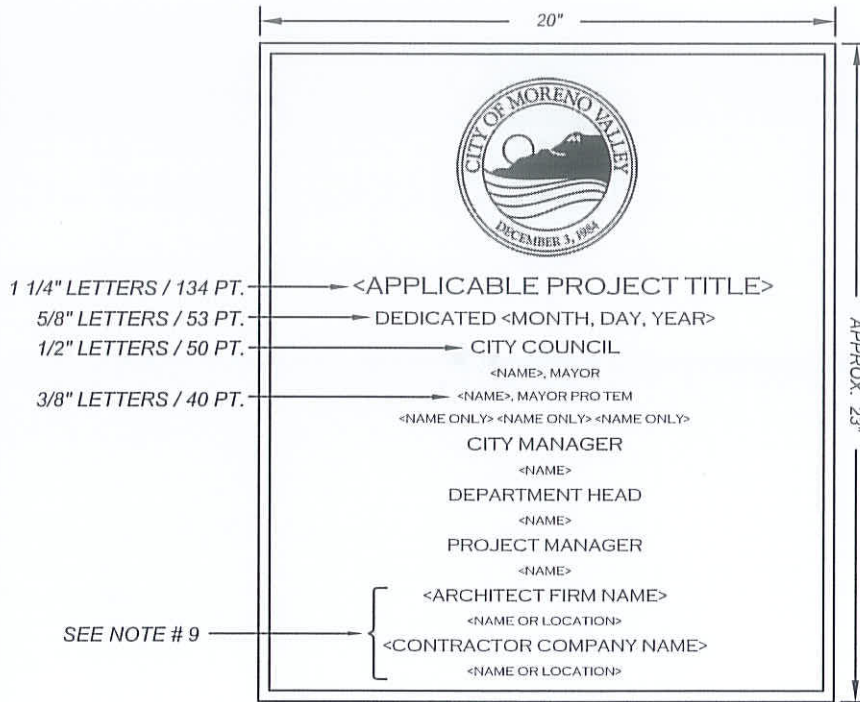 20"
CITY OF MORENO VALLEY
DECEMBER 3, 1984
1 1/4" LETTERS / 134 PT.
<APPLICABLE PROJECT TITLE>
5/8" LETTERS / 53 PT.
DEDICATED <MONTH, DAY, YEAR>
1/2" LETTERS / 50 PT.
CITY COUNCIL
<NAME>, MAYOR
3/8" LETTERS / 40 PT.
<NAME>, MAYOR PRO TEM
<NAME ONLY> <NAME ONLY> <NAME ONLY>
CITY MANAGER
<NAME>
DEPARTMENT HEAD
<NAME>
PROJECT MANAGER
<NAME>
SEE NOTE # 9
<ARCHITECT FIRM NAME>
<NAME OR LOCATION>
<CONTRACTOR COMPANY NAME>
<NAME OR LOCATION>
APPROX. 23"